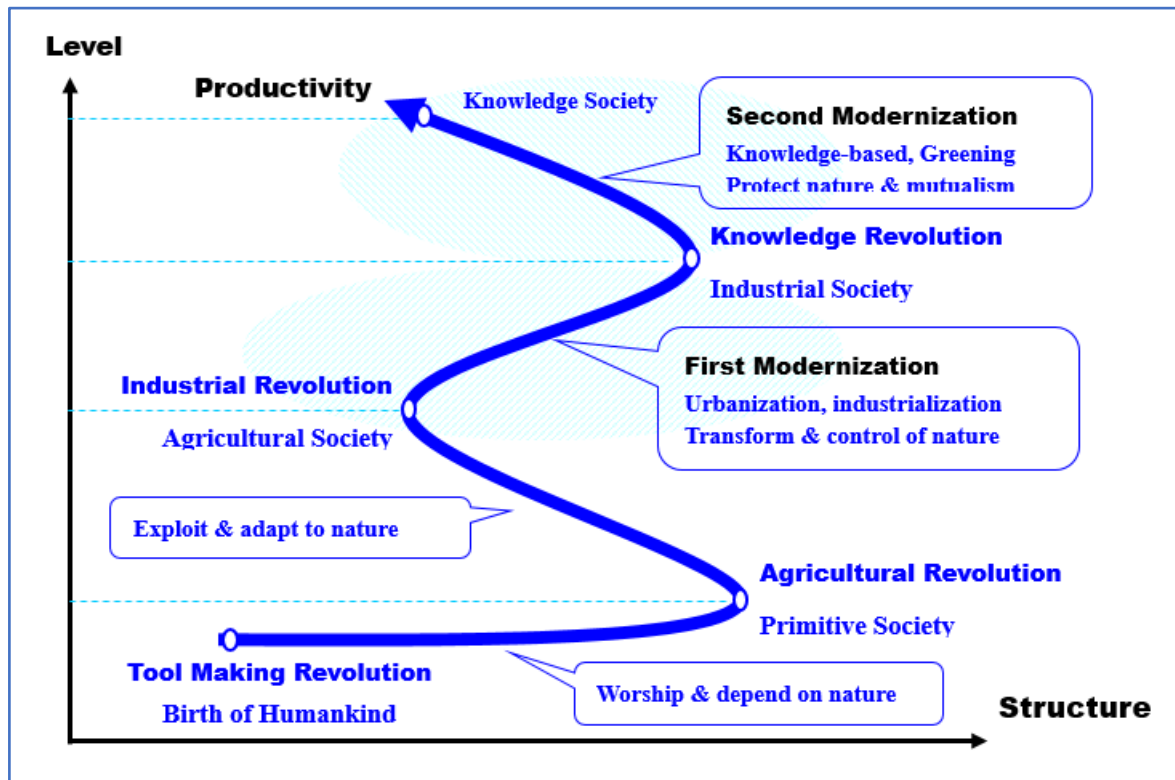 Level
Productivity
Knowledge Society
Second Modernization
Knowledge-based, Greening
Protect nature & mutualism
Knowledge Revolution
Industrial Society
First Modernization
Urbanization, industrialization
Transform & control of nature
Industrial Revolution
Agricultural Society
Exploit & adapt to nature
Agricultural Revolution
Primitive Society
Tool Making Revolution
Birth of Humankind
Worship & depend on nature
Structure